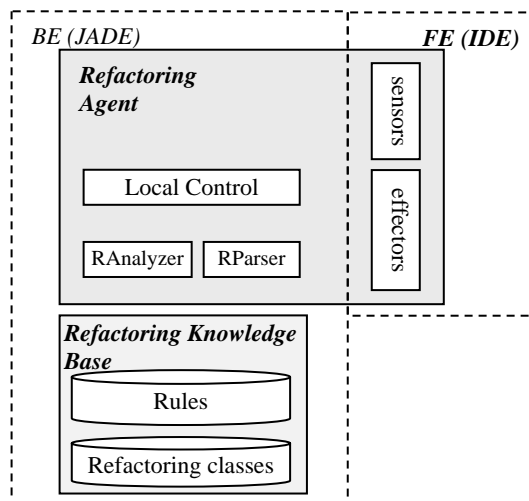 BE (JADE)
FE (IDE)
Refactoring
Agent
sensors
effectors
Local Control
RAnalyzer
RParser
Refactoring Knowledge
Base
Rules
Refactoring classes